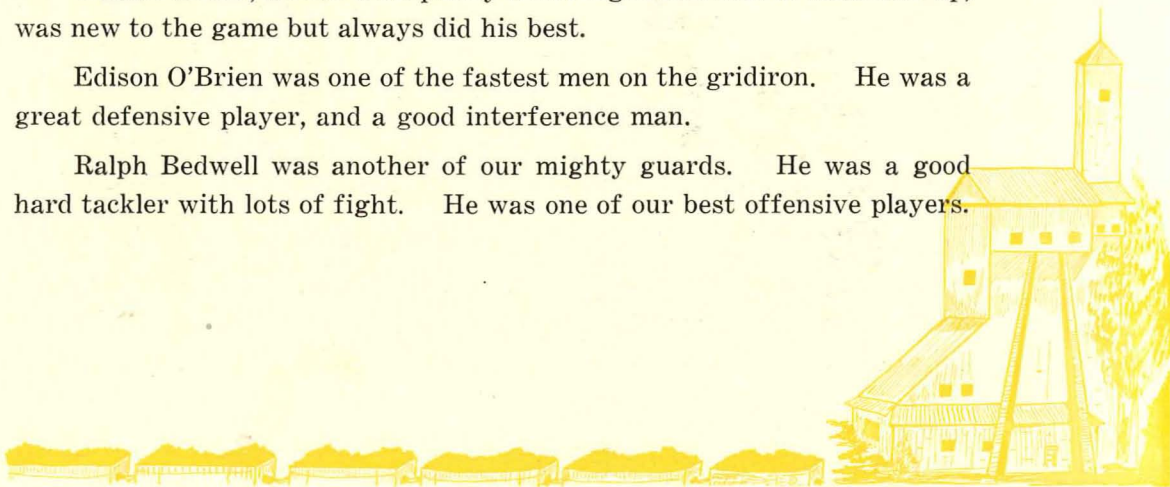 was new to the game but always did his best.
Edison O'Brien was one of the fastest men on the gridiron. He was a
great defensive player, and a good interference man.
Ralph Bedwell was another of our mighty guards. He was a good
hard tackler with lots of fight. He was one of our best offensive players.